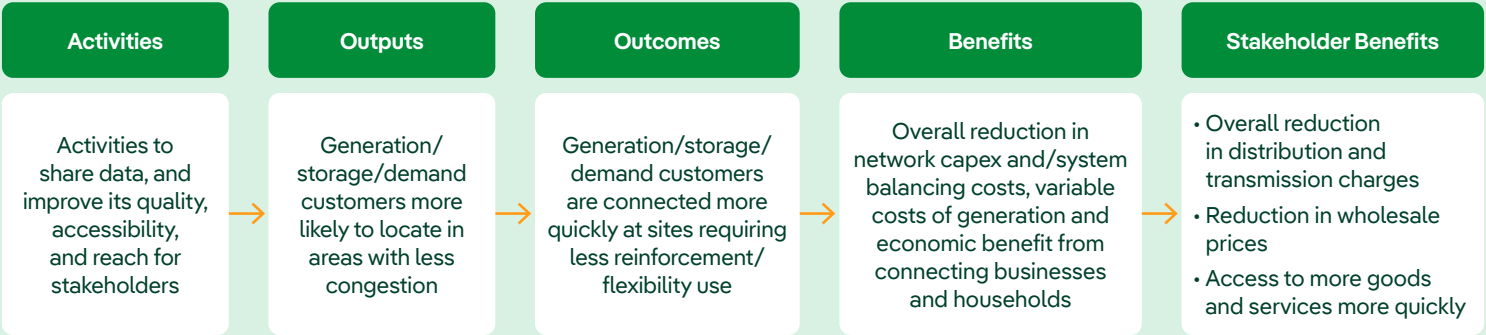 Activities
Outputs
Outcomes
Benefits
Stakeholder Benefits
Activities to
share data, and
improve its quality,
accessibility,
and reach for
stakeholders
Generation/
storage/demand
customers more
likely to locate in
areas with less
congestion
Generation/storage/
demand customers
are connected more
quickly at sites requiring
less reinforcement/
flexibility use
Overall reduction in
network capex and/system
balancing costs, variable
costs of generation and
economic benefit from
connecting businesses
and households
• Overall reduction
in distribution and
transmission charges
• Reduction in wholesale
prices
• Access to more goods
and services more quickly